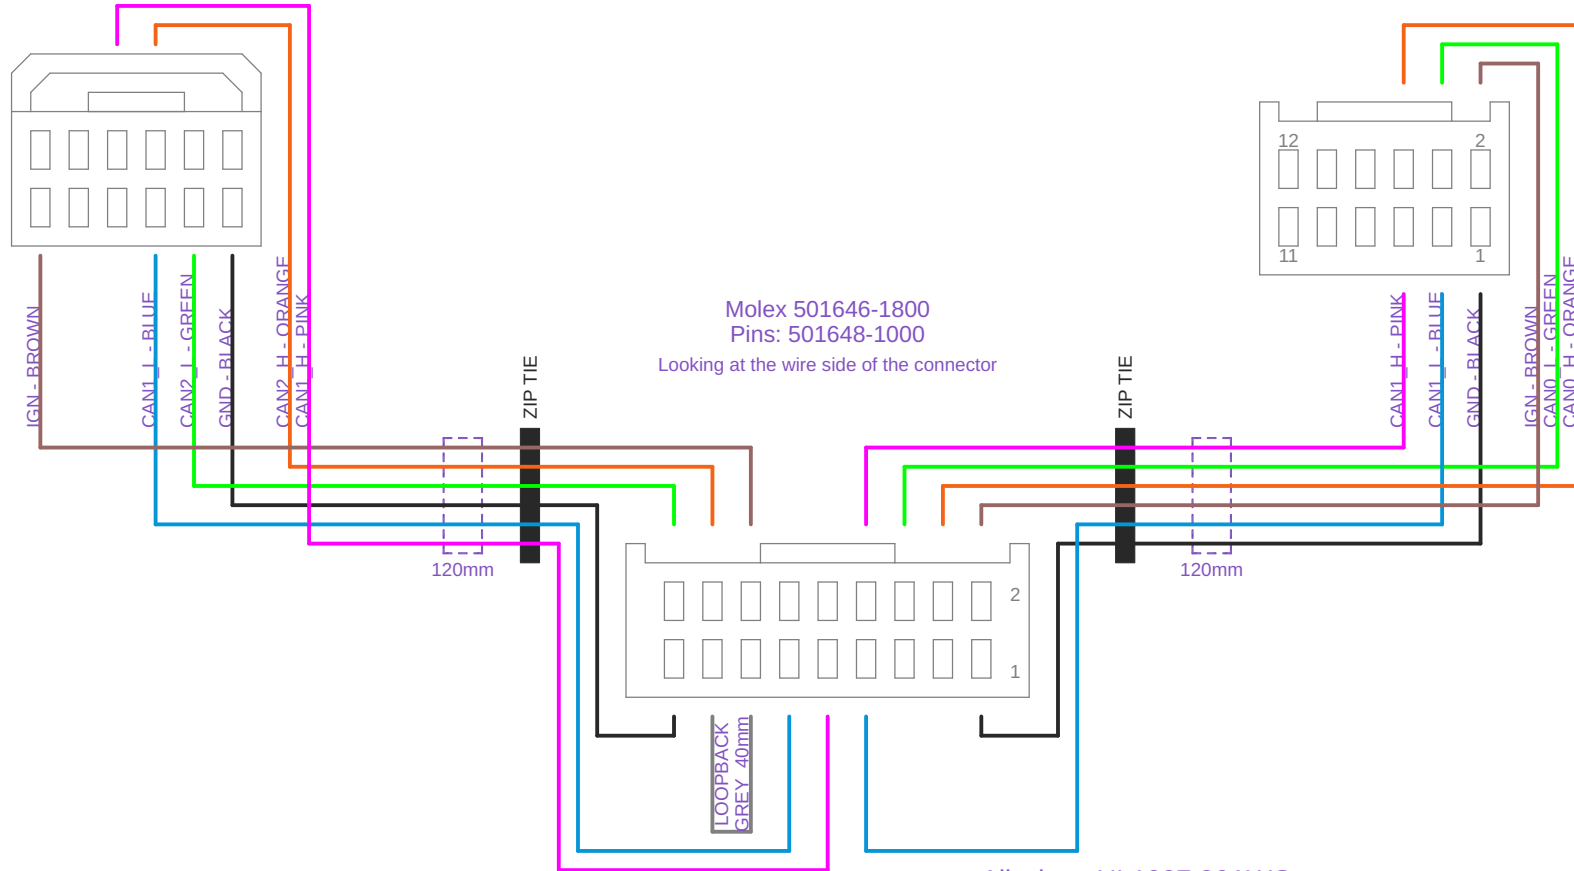 12
2
11
1
IGN - BROWN
CAN1_L - BLUE
CAN2_L - GREEN
GND - BLACK
CAN2_H - ORANGE
CAN1_H - PINK
Molex 501646-1800
Pins: 501648-1000
Looking at the wire side of the connector
ZIP TIE
ZIP TIE
CAN1_H - PINK
CAN1_L - BLUE
GND - BLACK
IGN - BROWN
CAN0_L - GREEN
CAN0_H - ORANGE
120mm
120mm
2
1
LOOPBACK
GREY 40mm